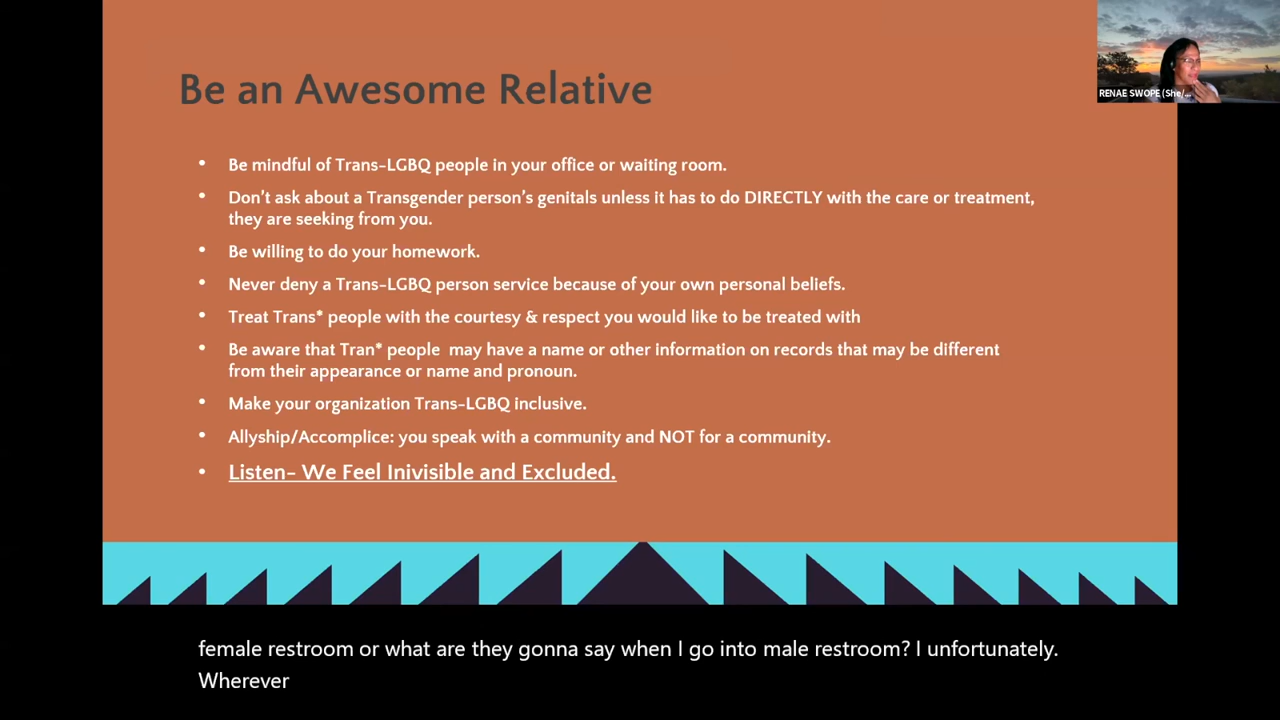 Be an Awesome Relative
RENAE SWOPE (She/...
• Be mindful of Trans-LGBQ people in your office or waiting room.
• Don't ask about a Transgender person's genitals unless it has to do DIRECTLY with the care or treatment,
they are seeking from you.
• Be willing to do your homework.
• Never deny a Trans-LGBQ person service because of your own personal beliefs.
• Treat Trans* people with the courtesy & respect you would like to be treated with
• Be aware that Tran* people may have a name or other information on records that may be different
from their appearance or name and pronoun.
• Make your organization Trans-LGBQ inclusive.
• Allyship/Accomplice: you speak with a community and NOT for a community.
• Listen- We Feel Inivisible and Excluded.
female restroom or what are they gonna say when I go into male restroom? I unfortunately.
Wherever